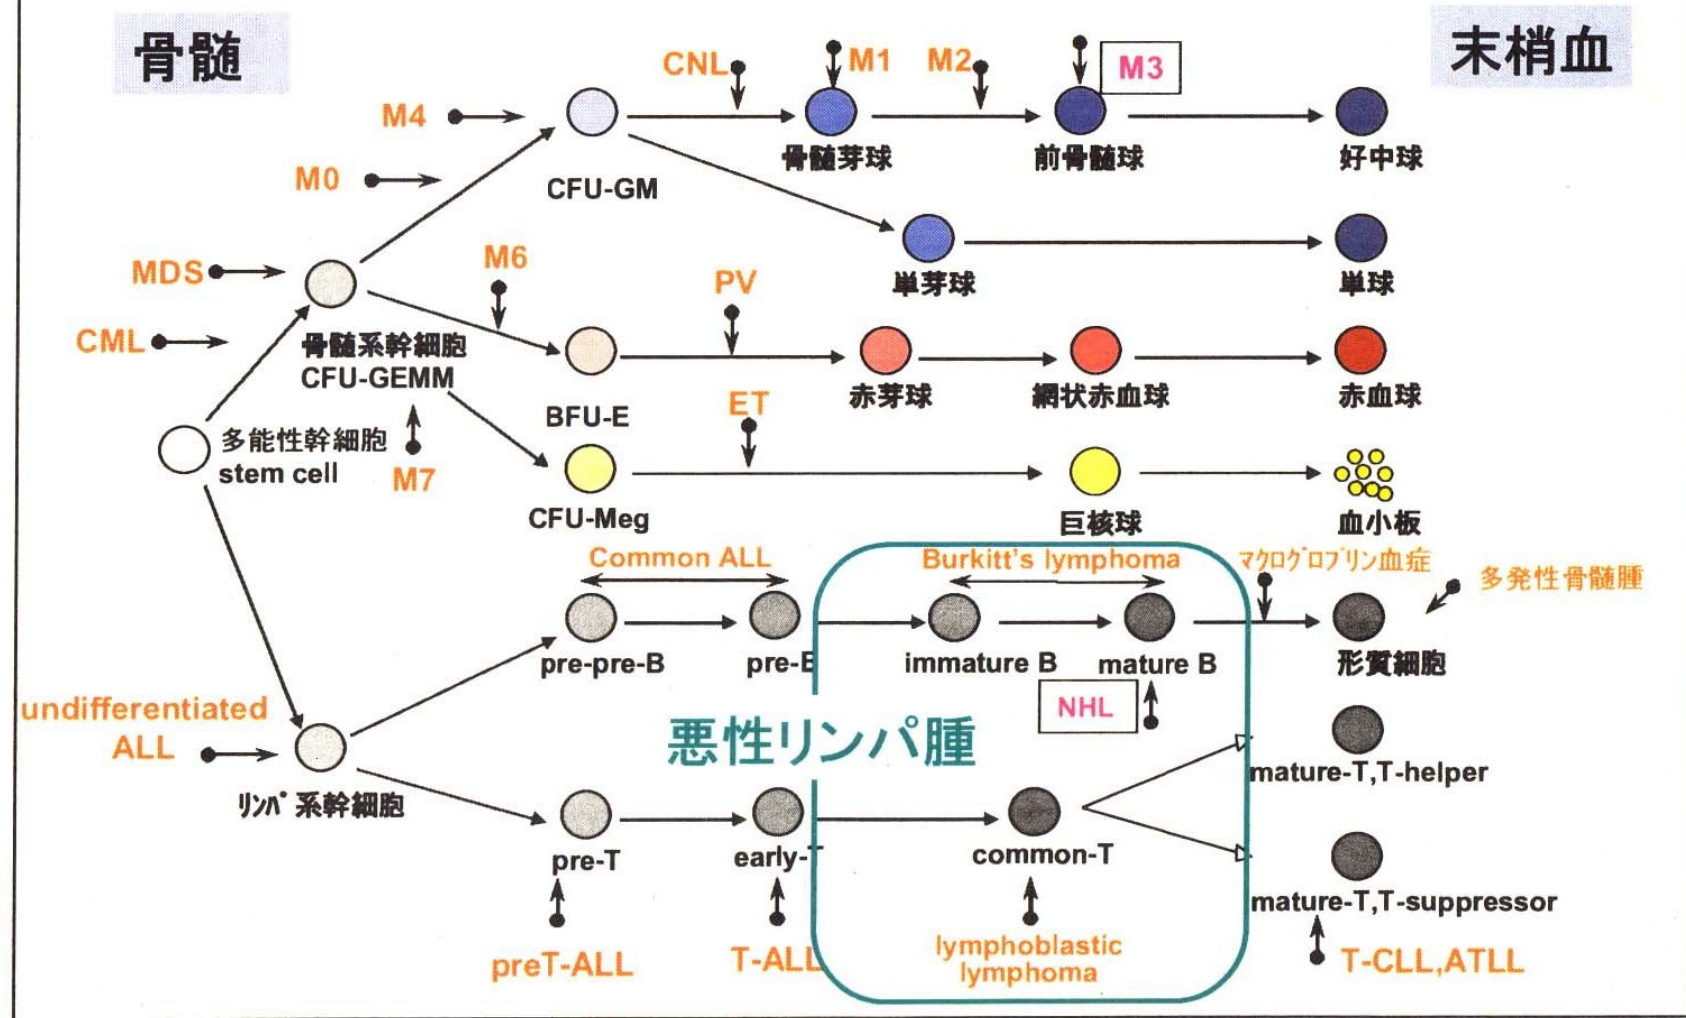 骨髄
末梢血
CNL
M1
M2
M3
M4
骨髄芽球
前骨髄球
好中球
M0
CFU-GM
MDS
M6
単芽球
単球
PV
CML
骨髄系幹細胞
CFU-GEMM
赤芽球
網状赤血球
赤血球
BFU-E
ET
多能性幹細胞
stem cell
M7
CFU-Meg
巨核球
血小板
Common ALL
Burkitt's lymphoma
マクログロブリン血症
多発性骨髄腫
pre-pre-B
pre-B
immature B
mature B
形質細胞
NHL
undifferentiated
ALL
悪性リンパ腫
リンパ系幹細胞
mature-T,T-helper
pre-T
early-T
common-T
mature-T,T-suppressor
preT-ALL
T-ALL
lymphoblastic
lymphoma
T-CLL,ATLL